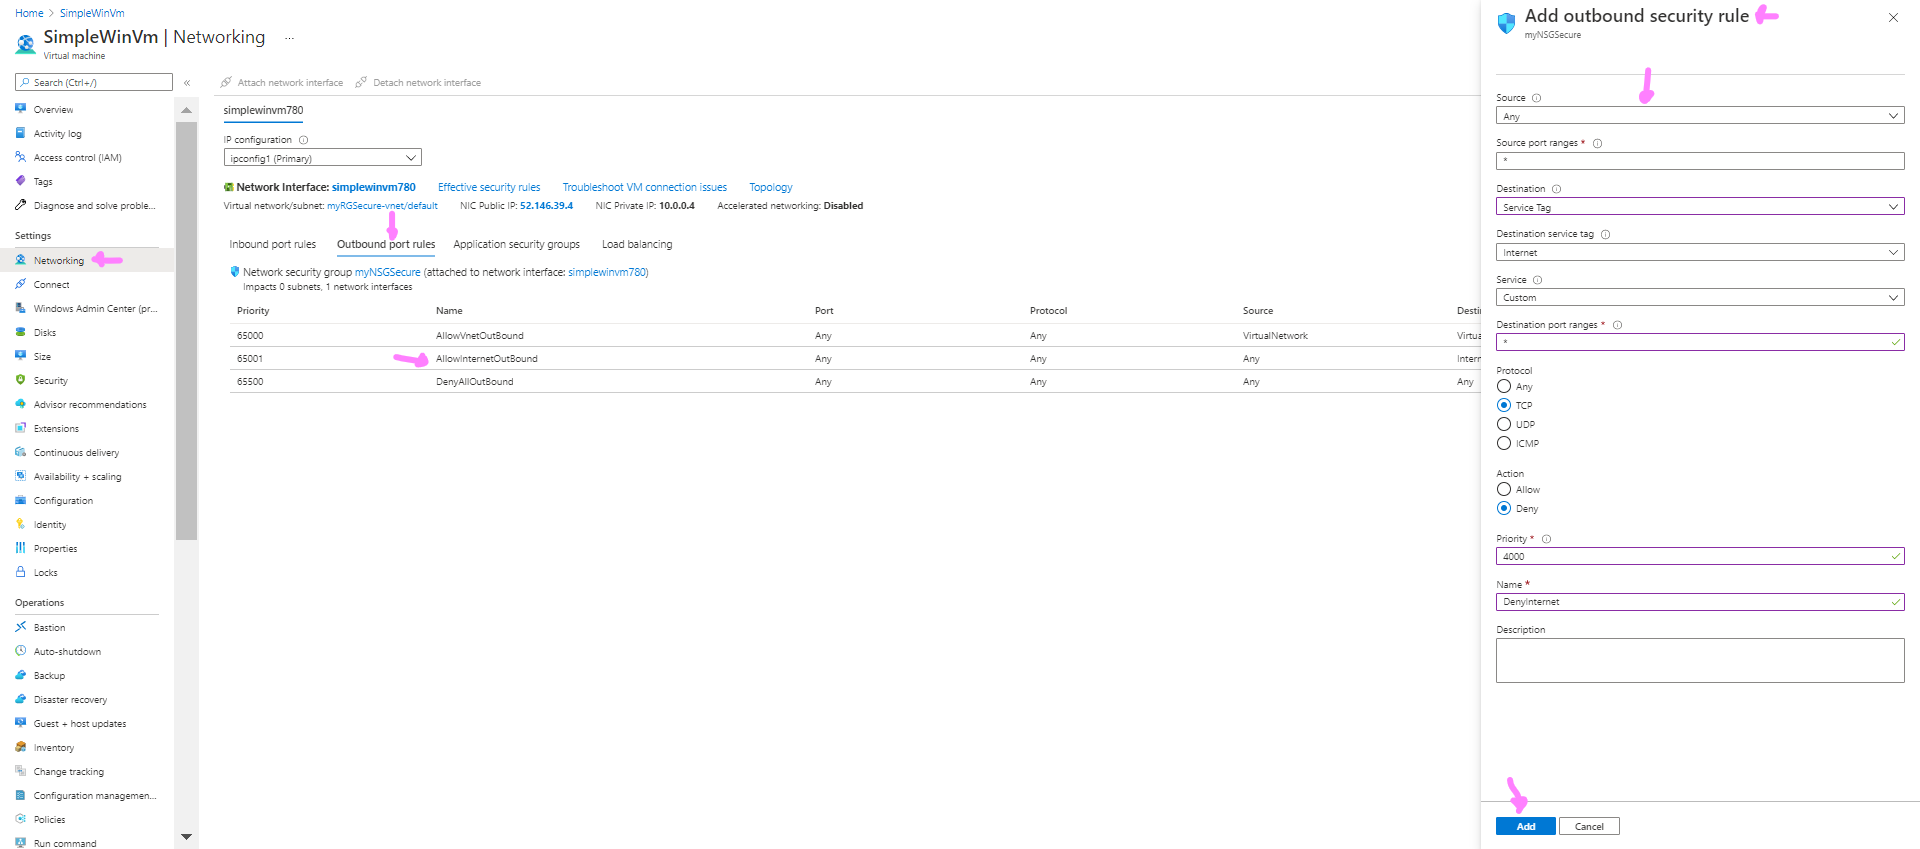 Home > SimpleWinVm
SimpleWinVm | Networking ...
Virtual machine
Search (Ctrl+/)
«
Overview
Activity log
Access control (IAM)
Tags
Diagnose and solve proble...
Settings
Networking
Connect
Windows Admin Center (pr...
Disks
Size
Security
Advisor recommendations
Extensions
Continuous delivery
Availability + scaling
Configuration
Identity
Properties
Locks
Operations
Bastion
Auto-shutdown
Backup
Disaster recovery
Guest + host updates
Inventory
Change tracking
Configuration managemen...
Policies
Run command
Attach network interface Detach network interface
simplewinvm780
IP configuration
ipconfig1 (Primary)
Network Interface: simplewinvm780 Effective security rules Troubleshoot VM connection issues Topology
Virtual network/subnet: myRGSecure-vnet/default NIC Public IP: 52.146.39.4 NIC Private IP: 10.0.0.4 Accelerated networking: Disabled
Inbound port rules Outbound port rules Application security groups Load balancing
Network security group myNSGSecure (attached to network interface: simplewinvm780)
Impacts 0 subnets, 1 network interfaces
Priority Name Port Protocol Source Desti
65000 AllowVnetOutBound Any Any VirtualNetwork Virtua
65001 AllowInternetOutBound Any Any Any Intern
65500 DenyAllOutBound Any Any Any Any
Add outbound security rule
myNSGSecure
Source
Any
Source port ranges *
*
Destination
Service Tag
Destination service tag
Internet
Service
Custom
Destination port ranges *
*
Protocol
Any
TCP
UDP
ICMP
Action
Allow
Deny
Priority *
4000
Name *
DenyInternet
Description
Add Cancel